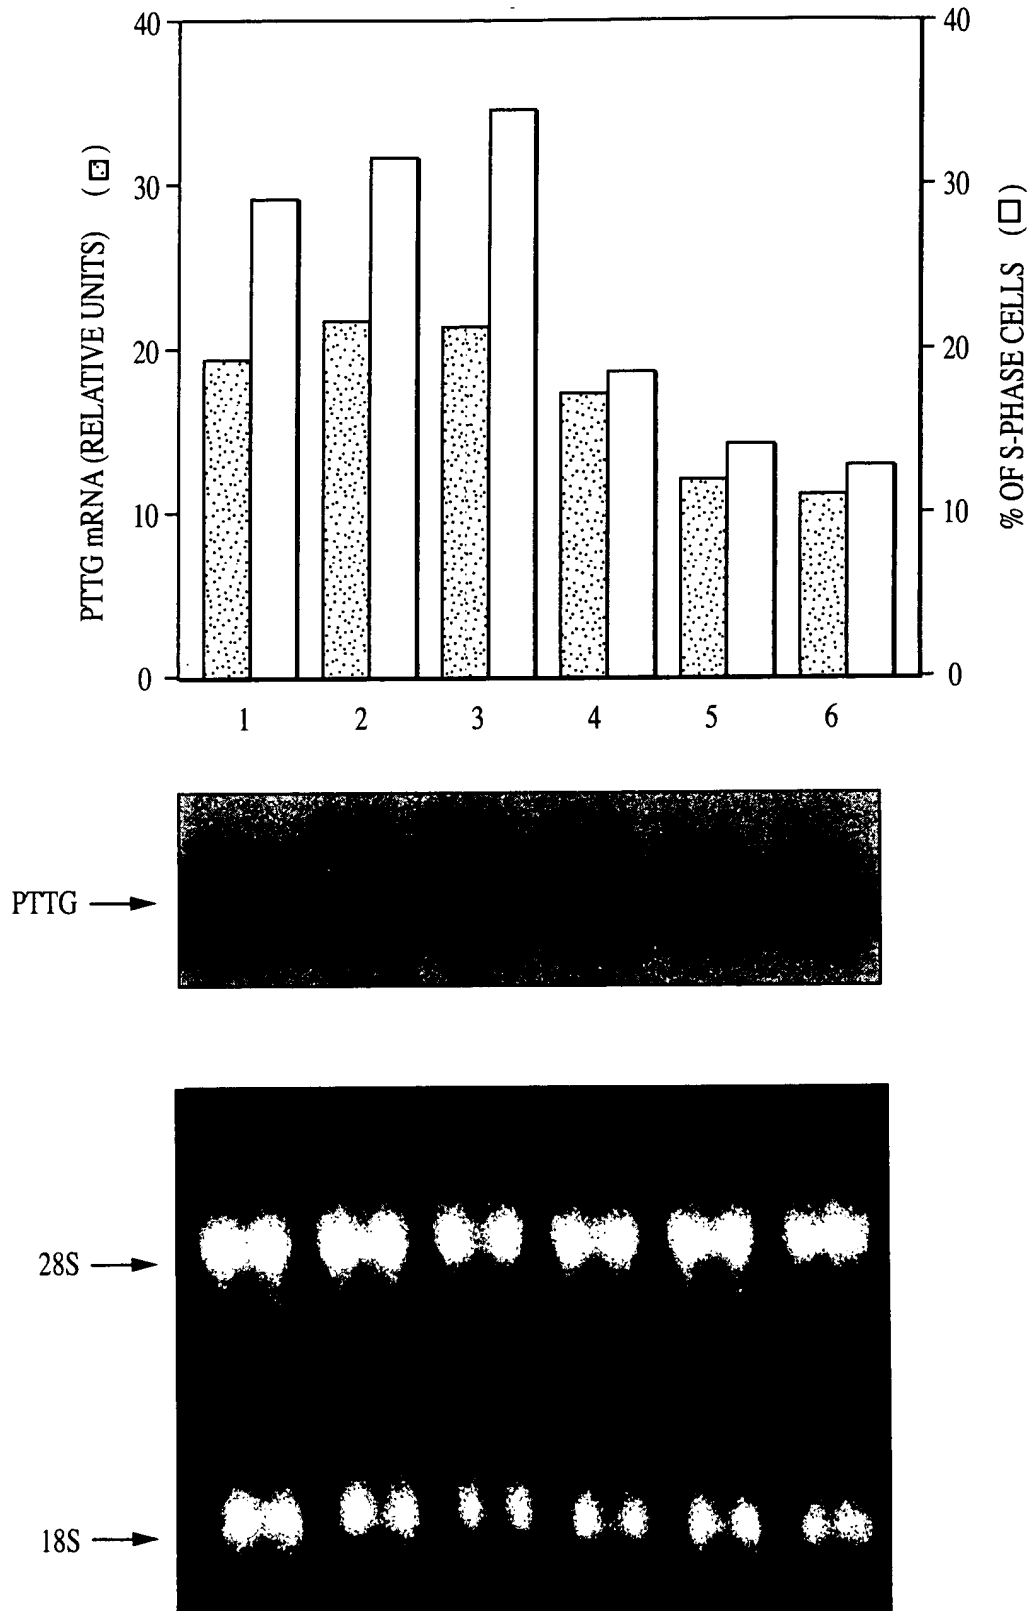 40
30
20
10
0
PTTG mRNA (RELATIVE UNITS) ( )
40
30
20
10
0
% OF S-PHASE CELLS ( )
1 2 3 4 5 6
PTTG
28S
18S